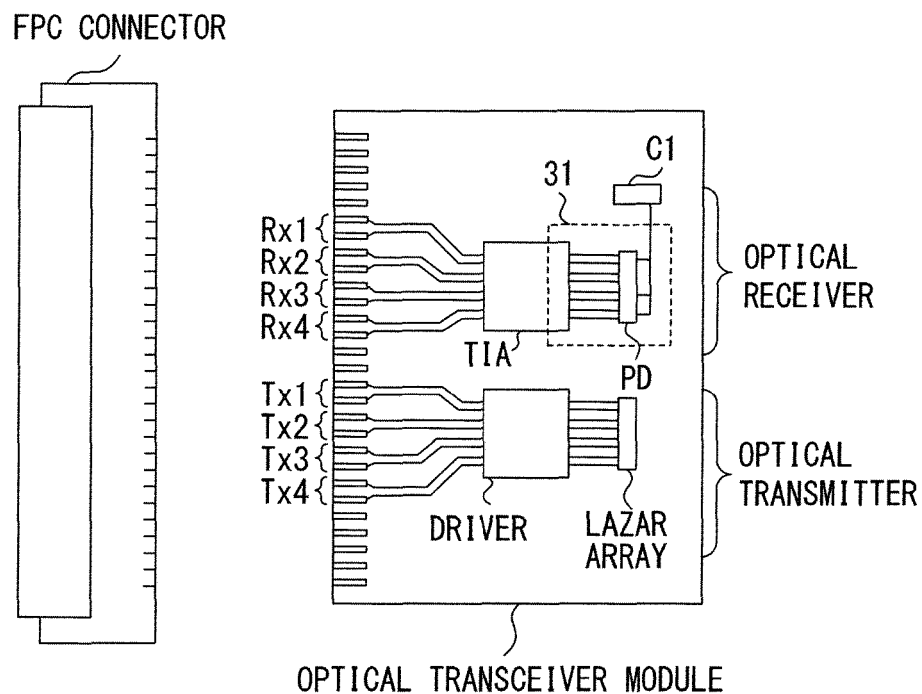 FPC CONNECTOR
C1
31
Rx1
Rx2
Rx3
Rx4
TIA
PD
OPTICAL
RECEIVER
Tx1
Tx2
Tx3
Tx4
DRIVER
LAZAR
ARRAY
OPTICAL
TRANSMITTER
OPTICAL TRANSCEIVER MODULE